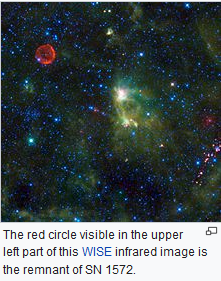 The red circle visible in the upper
left part of this WISE infrared image is
the remnant of SN 1572.